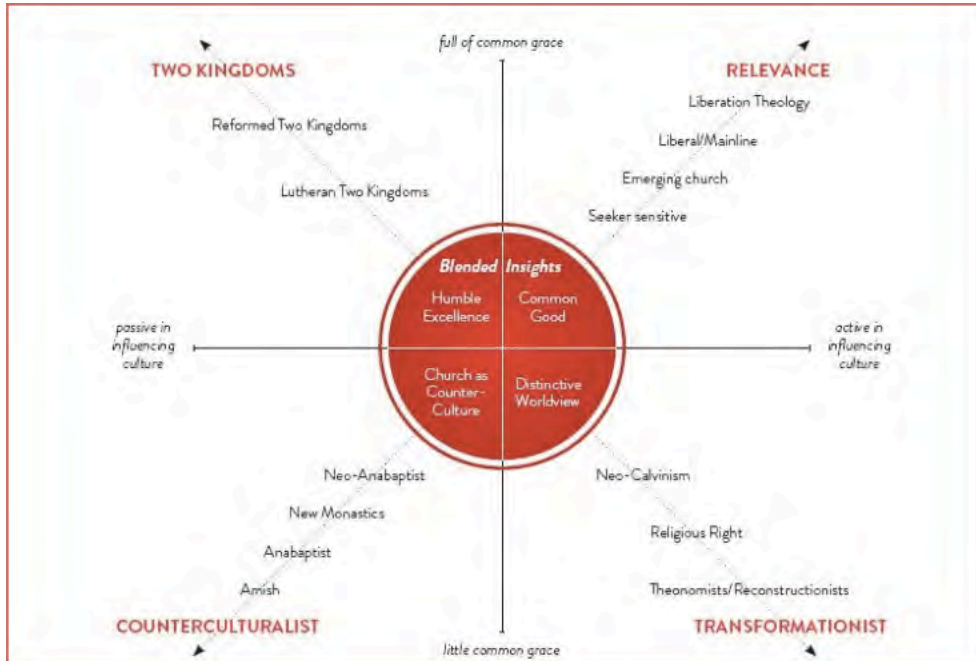 full of common grace
TWO KINGDOMS
RELEVANCE
Liberation Theology
Reformed Two Kingdoms
Liberal/Mainline
Emerging church
Lutheran Two Kingdoms
Seeker sensitive
Blended Insights
Humble
Excellence
Common
Good
passive in
influencing
culture
active in
influencing
culture
Church as
Counter-
Culture
Distinctive
Worldview
Neo-Anabaptist
Neo-Calvinism
New Monastics
Religious Right
Anabaptist
Amish
Theonomists/Reconstructionists
COUNTERCULTURALIST
TRANSFORMATIONIST
little common grace